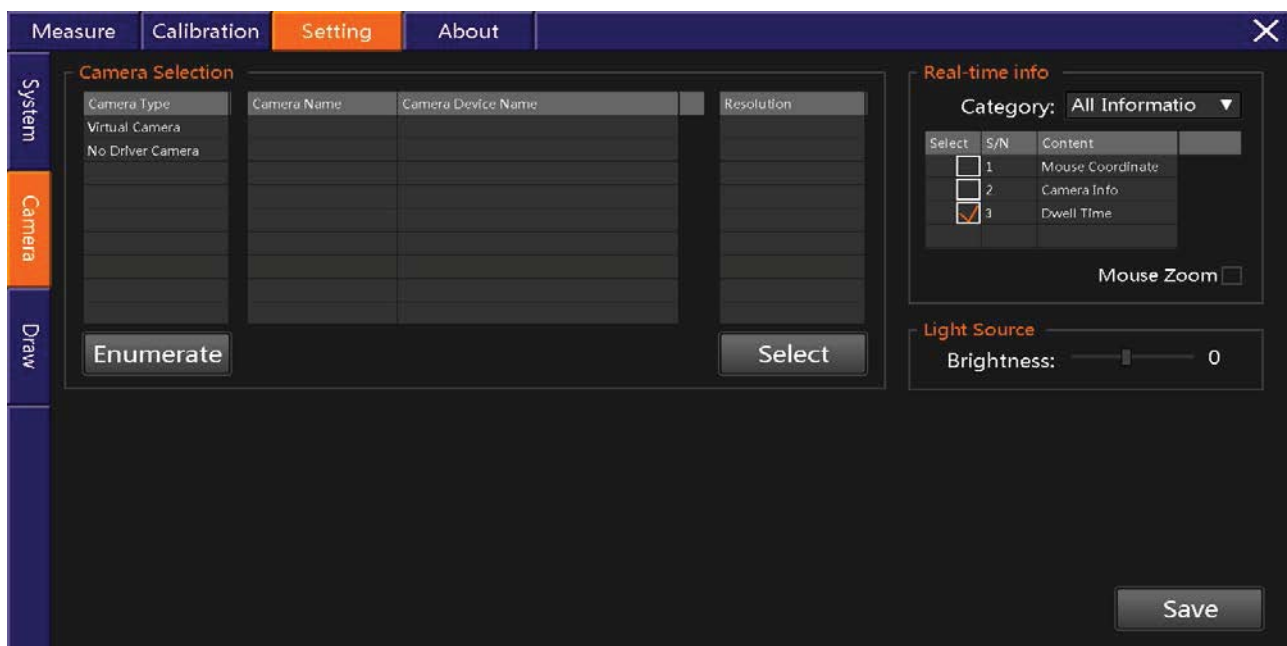 Measure Calibration Setting About
System
Camera
Draw
Camera Selection
Camera Type Camera Name Camera Device Name Resolution
Virtual Camera
No Driver Camera
Enumerate Select
Real-time info
Category: All Informatio
Select S/N Content
1 Mouse Coordinate
2 Camera Info
3 Dwell Time
Mouse Zoom
Light Source
Brightness: 0
Save